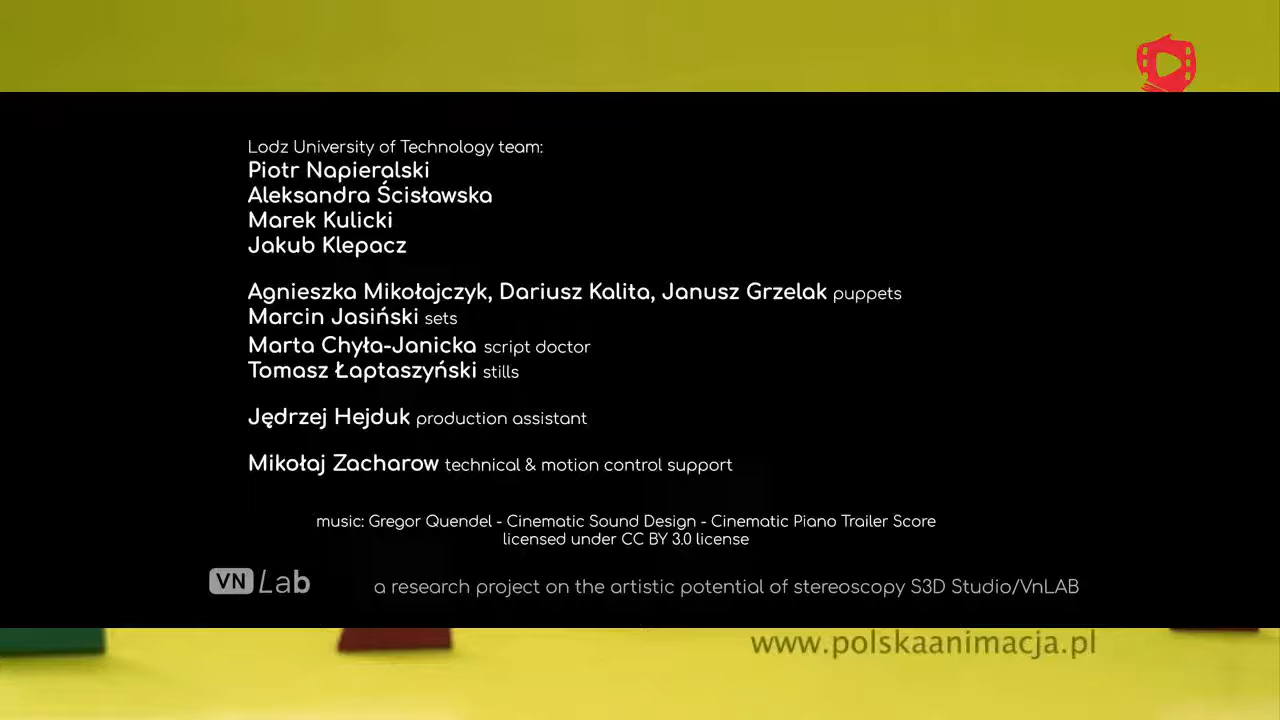 Lodz University of Technology team:
Piotr Napieralski
Aleksandra Ścisławska
Marek Kulicki
Jakub Klepacz
Agnieszka Mikołajczyk, Dariusz Kalita, Janusz Grzelak puppets
Marcin Jasiński sets
Marta Chyła-Janicka script doctor
Tomasz Łaptaszyński stills
Jędrzej Hejduk production assistant
Mikołaj Zacharow technical & motion control support
music: Gregor Quendel - Cinematic Sound Design - Cinematic Piano Trailer Score
licensed under CC BY 3.0 license
VN Lab a research project on the artistic potential of stereoscopy S3D Studio/VnLAB
www.polskaanimacja.pl